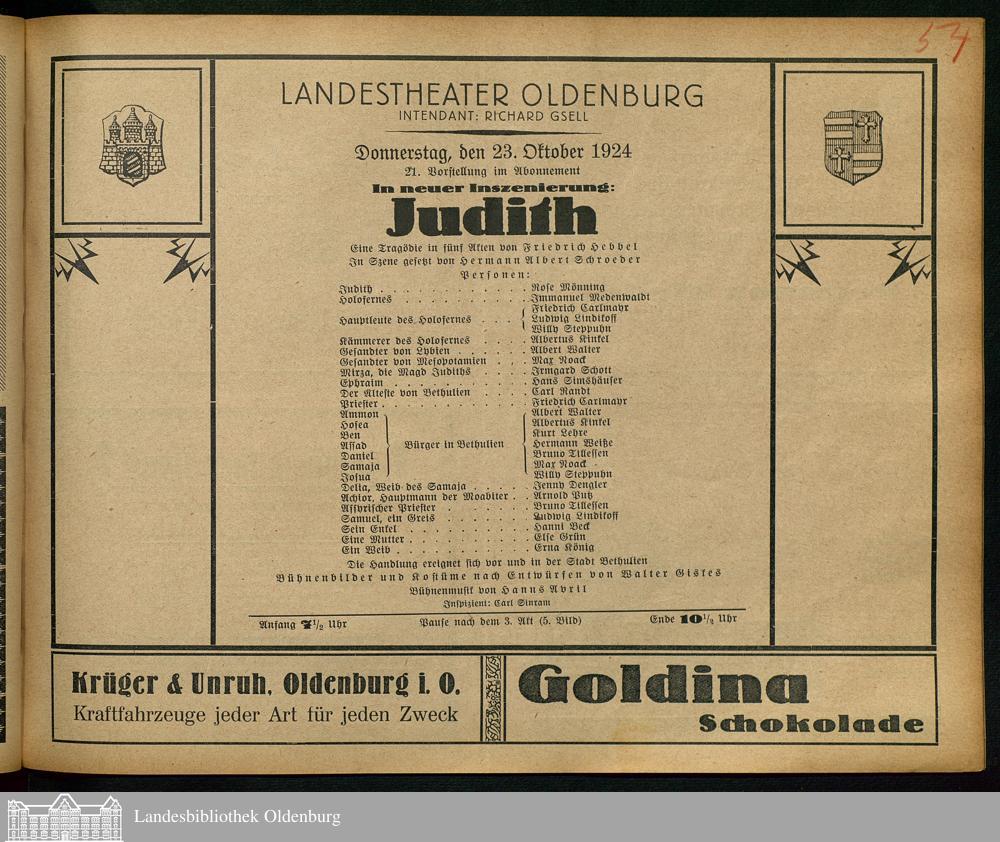 54
LANDESTHEATER OLDENBURG
INTENDANT: RICHARD GSELL
Donnerstag, den 23. Oktober 1924
21. Vorstellung im Abonnement
In neuer Inszenierung:
Judith
Eine Tragödie in fünf Akten von Friedrich Hebbel
In Szene gesetzt von Hermann Albert Schroeder
Personen:
Judith . . . . . . . . . . . . Rose Mönning
Holofernes . . . . . . . . . . Immanuel Medenwaldt
Hauptleute des Holofernes . . . { Friedrich Carlmayr
Ludwig Lindikoff
Willy Steppuhn
Kämmerer des Holofernes . . . . Albertus Kinkel
Gesandter von Lybien . . . . . . Albert Walter
Gesandter von Mesopotamien . . . Max Noack
Mirza, die Magd Judiths . . . . Irmgard Schott
Ephraim . . . . . . . . . . . Hans Simshäuser
Der Älteste von Bethulien . . . . Carl Randt
Priester . . . . . . . . . . . . Friedrich Carlmayr
Ammon Albert Walter
Hosea Albertus Kinkel
Ben Kurt Lehre
Assad } Bürger in Bethulien { Hermann Weiße
Daniel Bruno Tillessen
Samaja Max Noack
Josua Willy Steppuhn
Delia, Weib des Samaja . . . . . Jenny Dengler
Achior, Hauptmann der Moabiter . . Arnold Putz
Assyrischer Priester . . . . . . . Bruno Tillessen
Samuel, ein Greis . . . . . . . Ludwig Lindikoff
Sein Enkel . . . . . . . . . . Hanni Beck
Eine Mutter . . . . . . . . . . Else Grün
Ein Weib . . . . . . . . . . . Erna König
Die Handlung ereignet sich vor und in der Stadt Bethulien
Bühnenbilder und Kostüme nach Entwürfen von Walter Giskes
Bühnenmusik von Hanns Avril
Inspizient: Carl Sinram
Anfang 7 1/2 Uhr Pause nach dem 3. Akt (5. Bild) Ende 10 1/2 Uhr
Krüger & Unruh, Oldenburg i. O.
Kraftfahrzeuge jeder Art für jeden Zweck
Goldina
Schokolade
Landesbibliothek Oldenburg